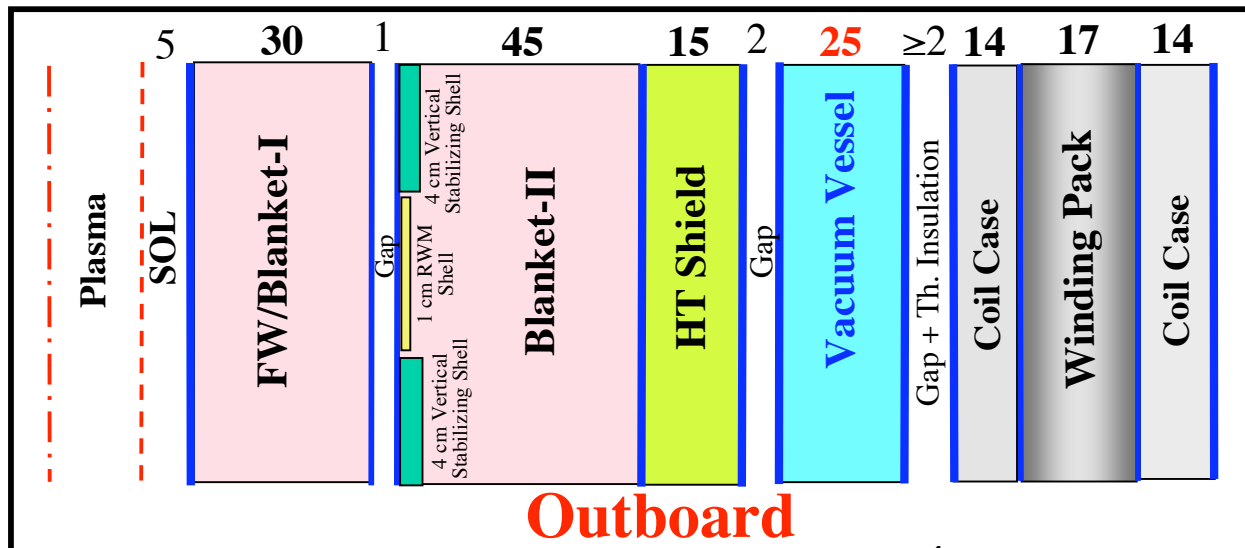 5 30 1 45 15 2 25 ≥2 14 17 14
Plasma
SOL
FW/Blanket-I
Gap
4 cm Vertical
Stabilizing Shell
1 cm RWM
Shell
4 cm Vertical
Stabilizing Shell
Blanket-II
HT Shield
Gap
Vacuum Vessel
Gap + Th. Insulation
Coil Case
Winding Pack
Coil Case
Outboard